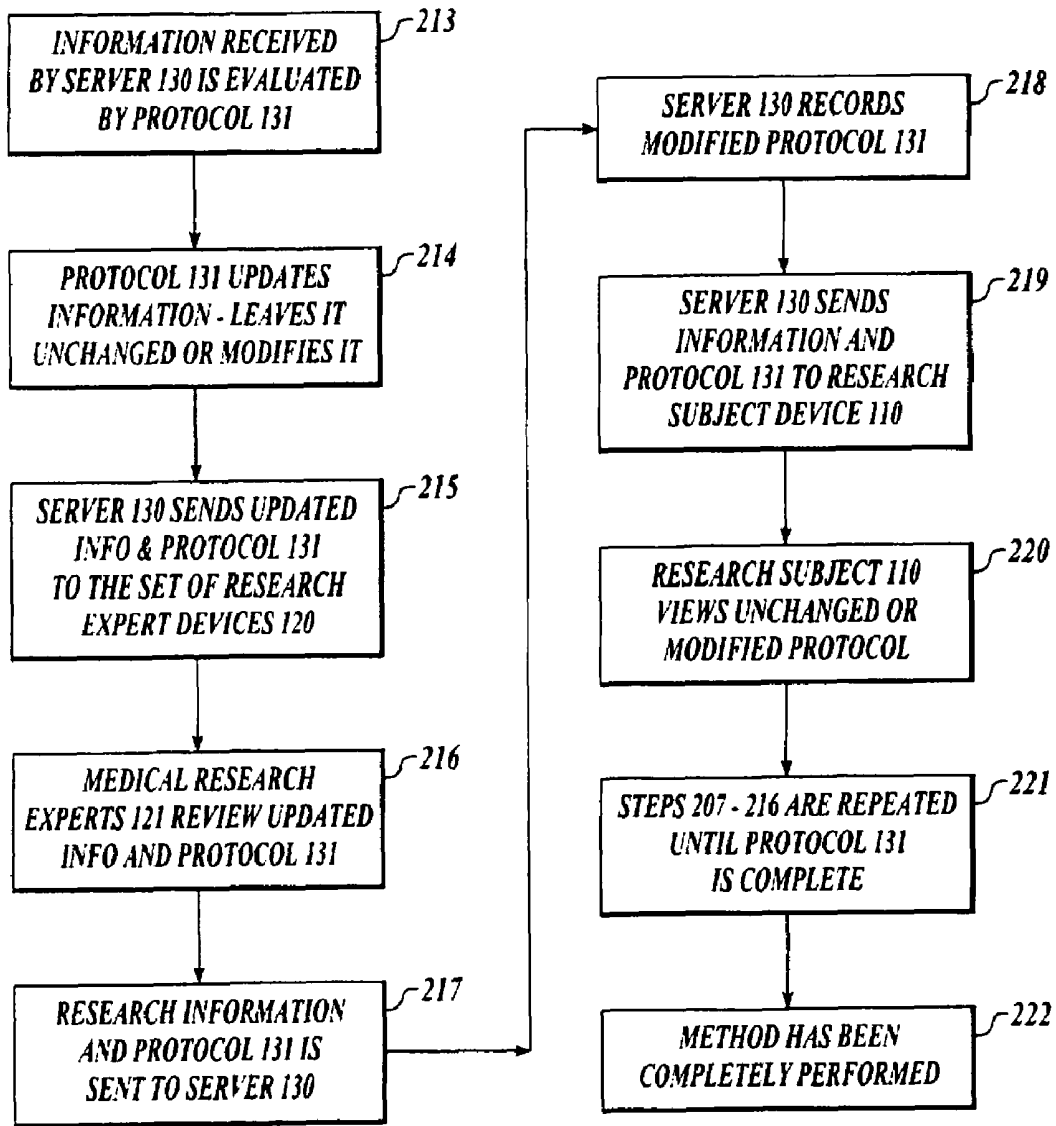 213
INFORMATION RECEIVED
BY SERVER 130 IS EVALUATED
BY PROTOCOL 131
214
PROTOCOL 131 UPDATES
INFORMATION - LEAVES IT
UNCHANGED OR MODIFIES IT
215
SERVER 130 SENDS UPDATED
INFO & PROTOCOL 131
TO THE SET OF RESEARCH
EXPERT DEVICES 120
216
MEDICAL RESEARCH
EXPERTS 121 REVIEW UPDATED
INFO AND PROTOCOL 131
217
RESEARCH INFORMATION
AND PROTOCOL 131 IS
SENT TO SERVER 130
218
SERVER 130 RECORDS
MODIFIED PROTOCOL 131
219
SERVER 130 SENDS
INFORMATION AND
PROTOCOL 131 TO RESEARCH
SUBJECT DEVICE 110
220
RESEARCH SUBJECT 110
VIEWS UNCHANGED OR
MODIFIED PROTOCOL
221
STEPS 207 - 216 ARE REPEATED
UNTIL PROTOCOL 131
IS COMPLETE
222
METHOD HAS BEEN
COMPLETELY PERFORMED